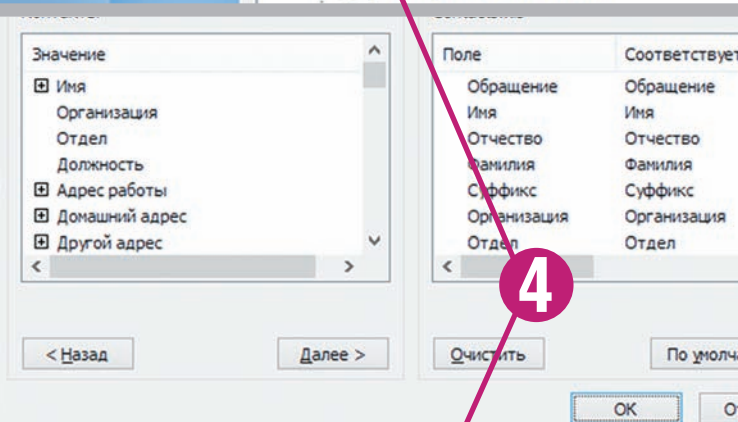 Значение
Имя
Организация
Отдел
Должность
Адрес работы
Домашний адрес
Другой адрес
< Назад
Далее >
Поле Соответствует
Обращение Обращение
Имя Имя
Отчество Отчество
Фамилия Фамилия
Суффикс Суффикс
Организация Организация
Отдел Отдел
4
Очистить
ОК